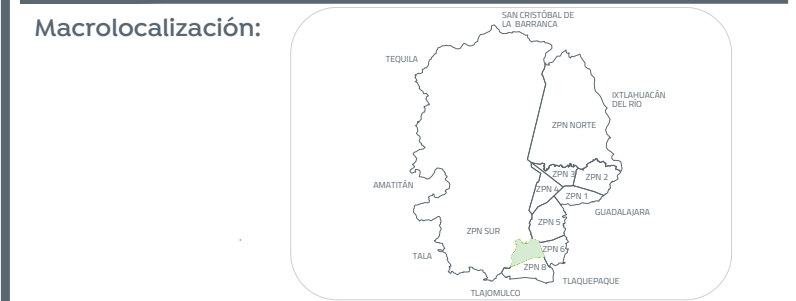 Macrolocalización:
SAN CRISTÓBAL DE
LA BARRANCA
TEQUILA
IXTLAHUACÁN
DEL RÍO
ZPN NORTE
ZPN 3
ZPN 2
AMATITÁN
ZPN 4
ZPN 1
GUADALAJARA
ZPN 5
ZPN SUR
ZPN 6
TALA
ZPN 8
TLAQUEPAQUE
TLAJOMULCO